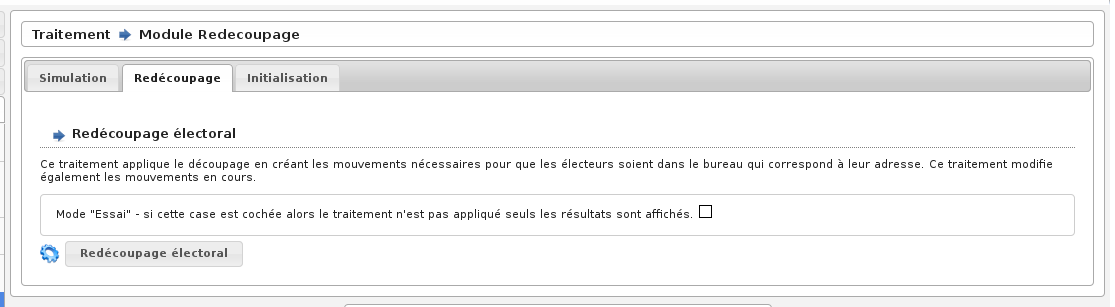 Traitement Module Redecoupage
Simulation Redécoupage Initialisation
Redécoupage électoral
Ce traitement applique le découpage en créant les mouvements nécessaires pour que les électeurs soient dans le bureau qui correspond à leur adresse. Ce traitement modifie
également les mouvements en cours.
Mode "Essai" - si cette case est cochée alors le traitement n'est pas appliqué seuls les résultats sont affichés.
Redécoupage électoral